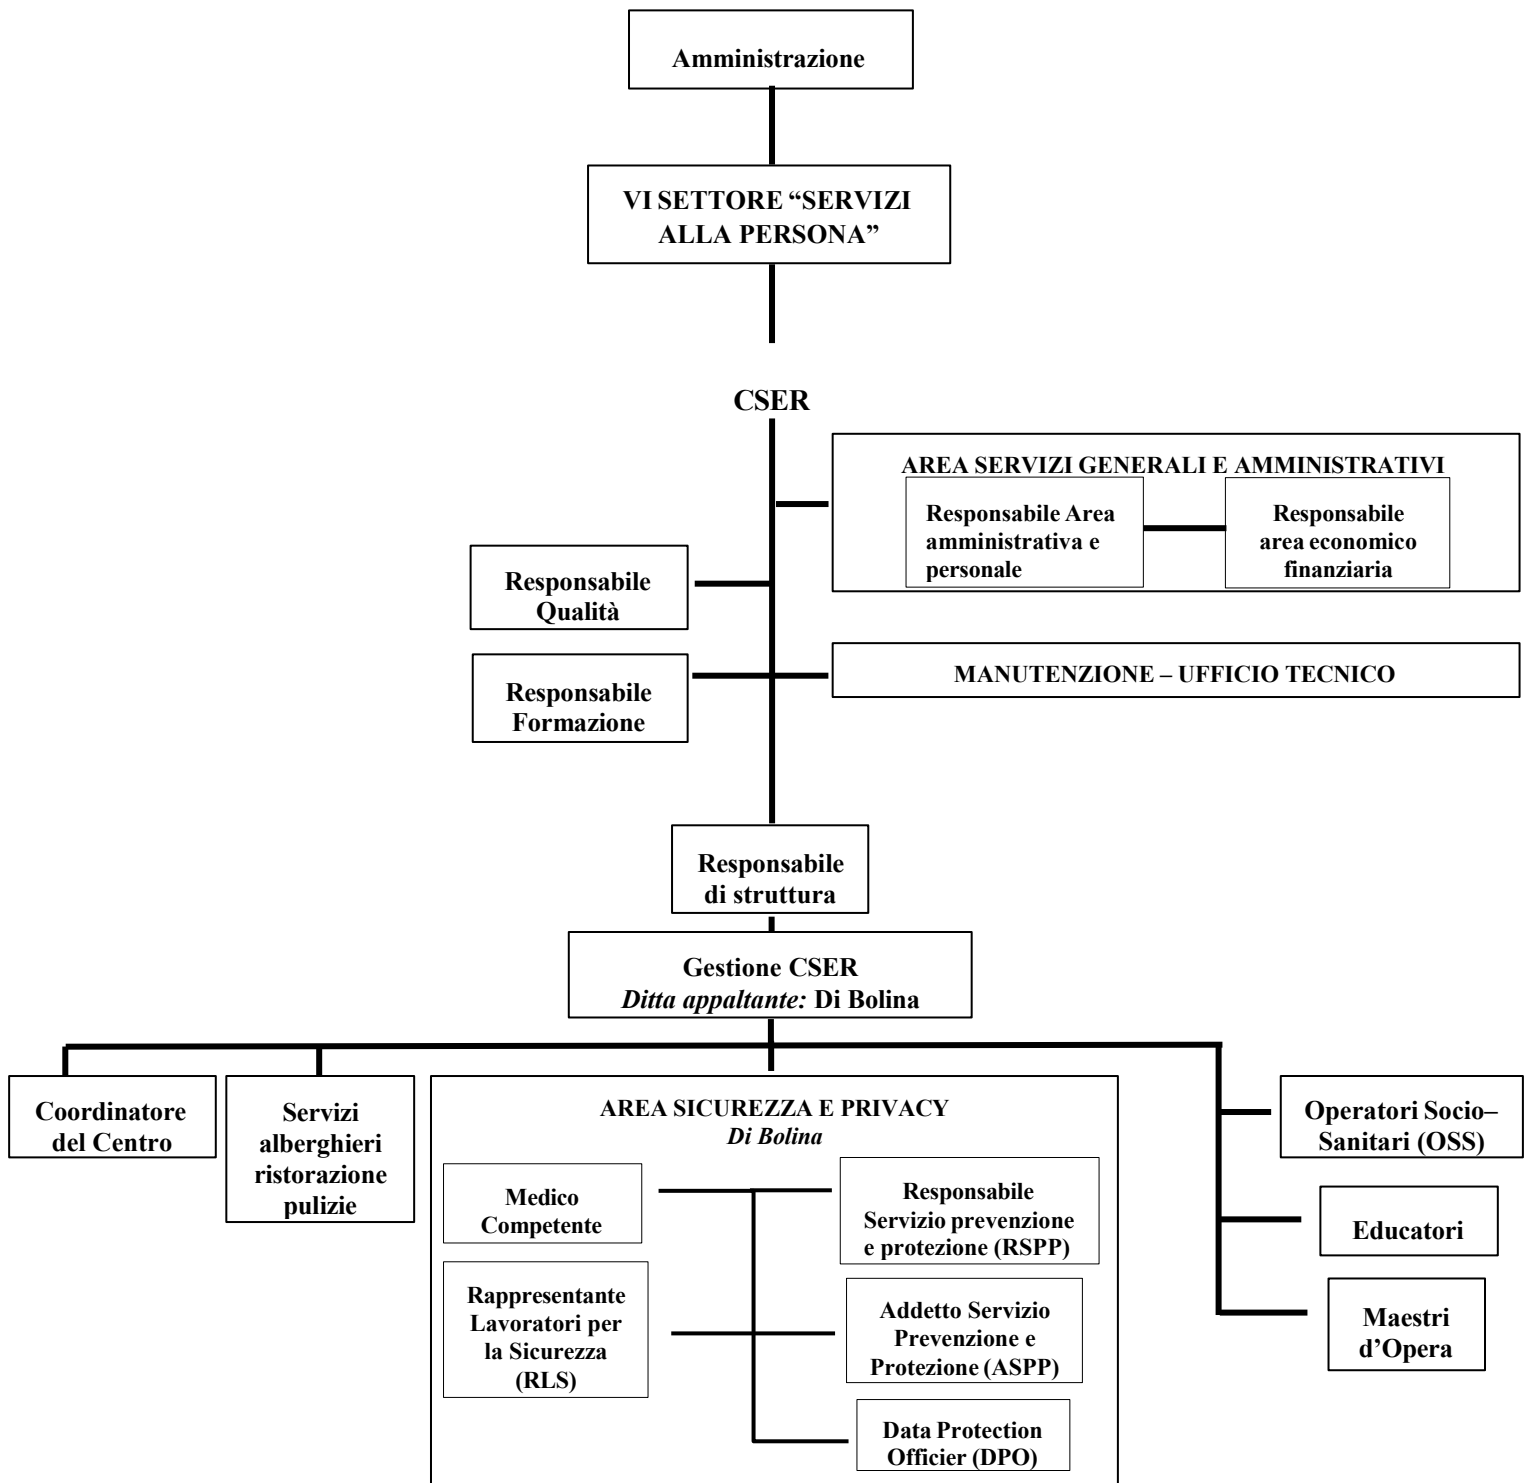 Amministrazione
VI SETTORE “SERVIZI
ALLA PERSONA”
CSER
AREA SERVIZI GENERALI E AMMINISTRATIVI
Responsabile Area
amministrativa e
personale
Responsabile
area economico
finanziaria
Responsabile
Qualità
Responsabile
Formazione
MANUTENZIONE – UFFICIO TECNICO
Responsabile
di struttura
Gestione CSER
Ditta appaltante: Di Bolina
Coordinatore
del Centro
Servizi
alberghieri
ristorazione
pulizie
AREA SICUREZZA E PRIVACY
Di Bolina
Medico
Competente
Responsabile
Servizio prevenzione
e protezione (RSPP)
Rappresentante
Lavoratori per
la Sicurezza
(RLS)
Addetto Servizio
Prevenzione e
Protezione (ASPP)
Data Protection
Officier (DPO)
Operatori Socio–
Sanitari (OSS)
Educatori
Maestri
d’Opera